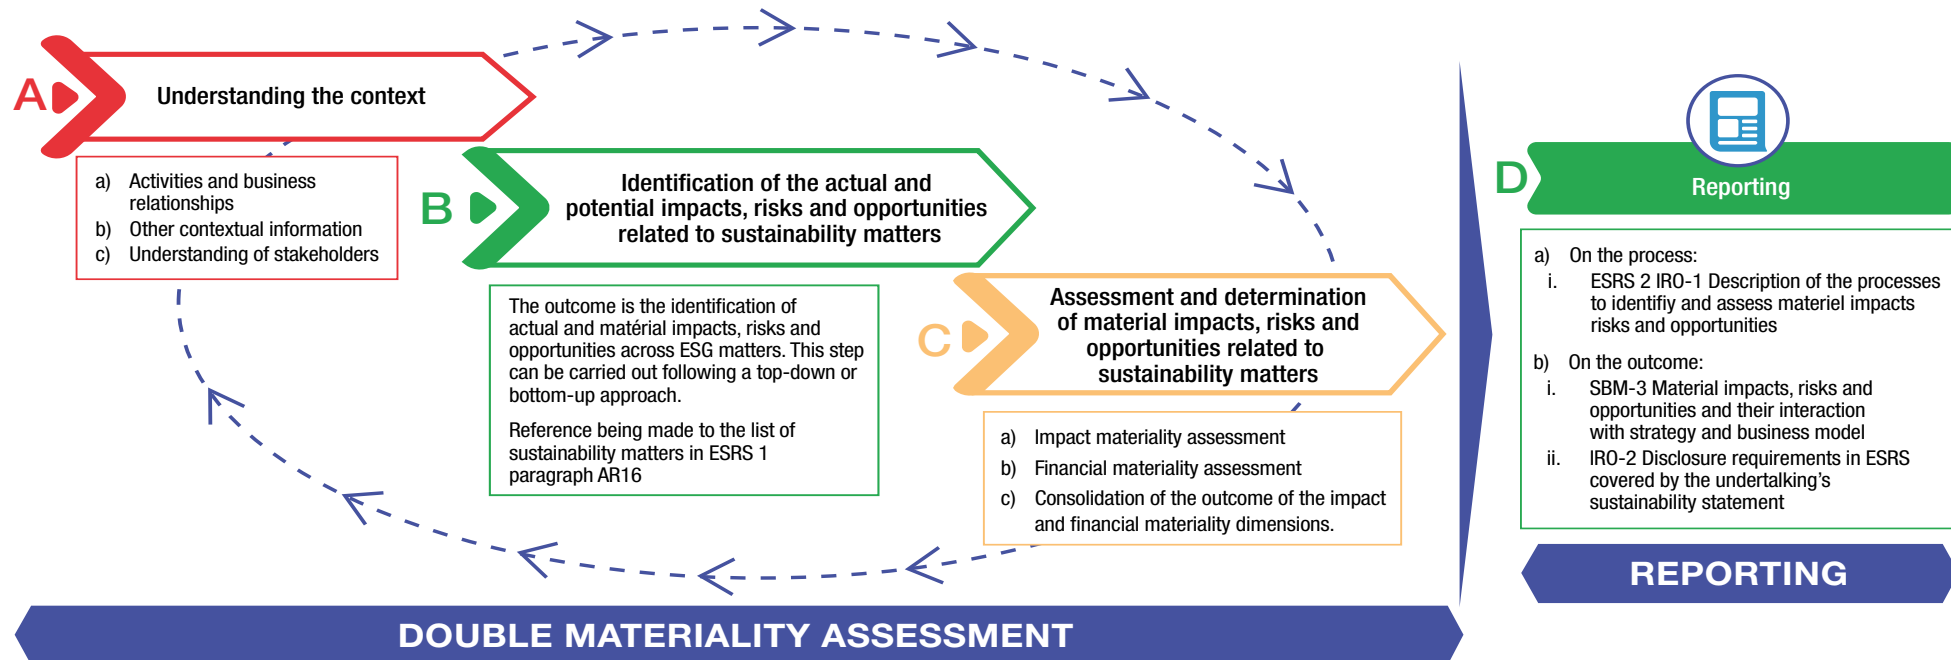 A
Understanding the context
a) Activities and business
relationships
b) Other contextual information
c) Understanding of stakeholders
B
Identification of the actual and
potential impacts, risks and opportunities
related to sustainability matters
The outcome is the identification of
actual and matérial impacts, risks and
opportunities across ESG matters. This step
can be carried out following a top-down or
bottom-up approach.
Reference being made to the list of
sustainability matters in ESRS 1
paragraph AR16
C
Assessment and determination
of material impacts, risks and
opportunities related to
sustainability matters
a) Impact materiality assessment
b) Financial materiality assessment
c) Consolidation of the outcome of the impact
and financial materiality dimensions.
DOUBLE MATERIALITY ASSESSMENT
D
Reporting
a) On the process:
i. ESRS 2 IRO-1 Description of the processes
to identifiy and assess materiel impacts
risks and opportunities
b) On the outcome:
i. SBM-3 Material impacts, risks and
opportunities and their interaction
with strategy and business model
ii. IRO-2 Disclosure requirements in ESRS
covered by the undertalking's
sustainability statement
REPORTING